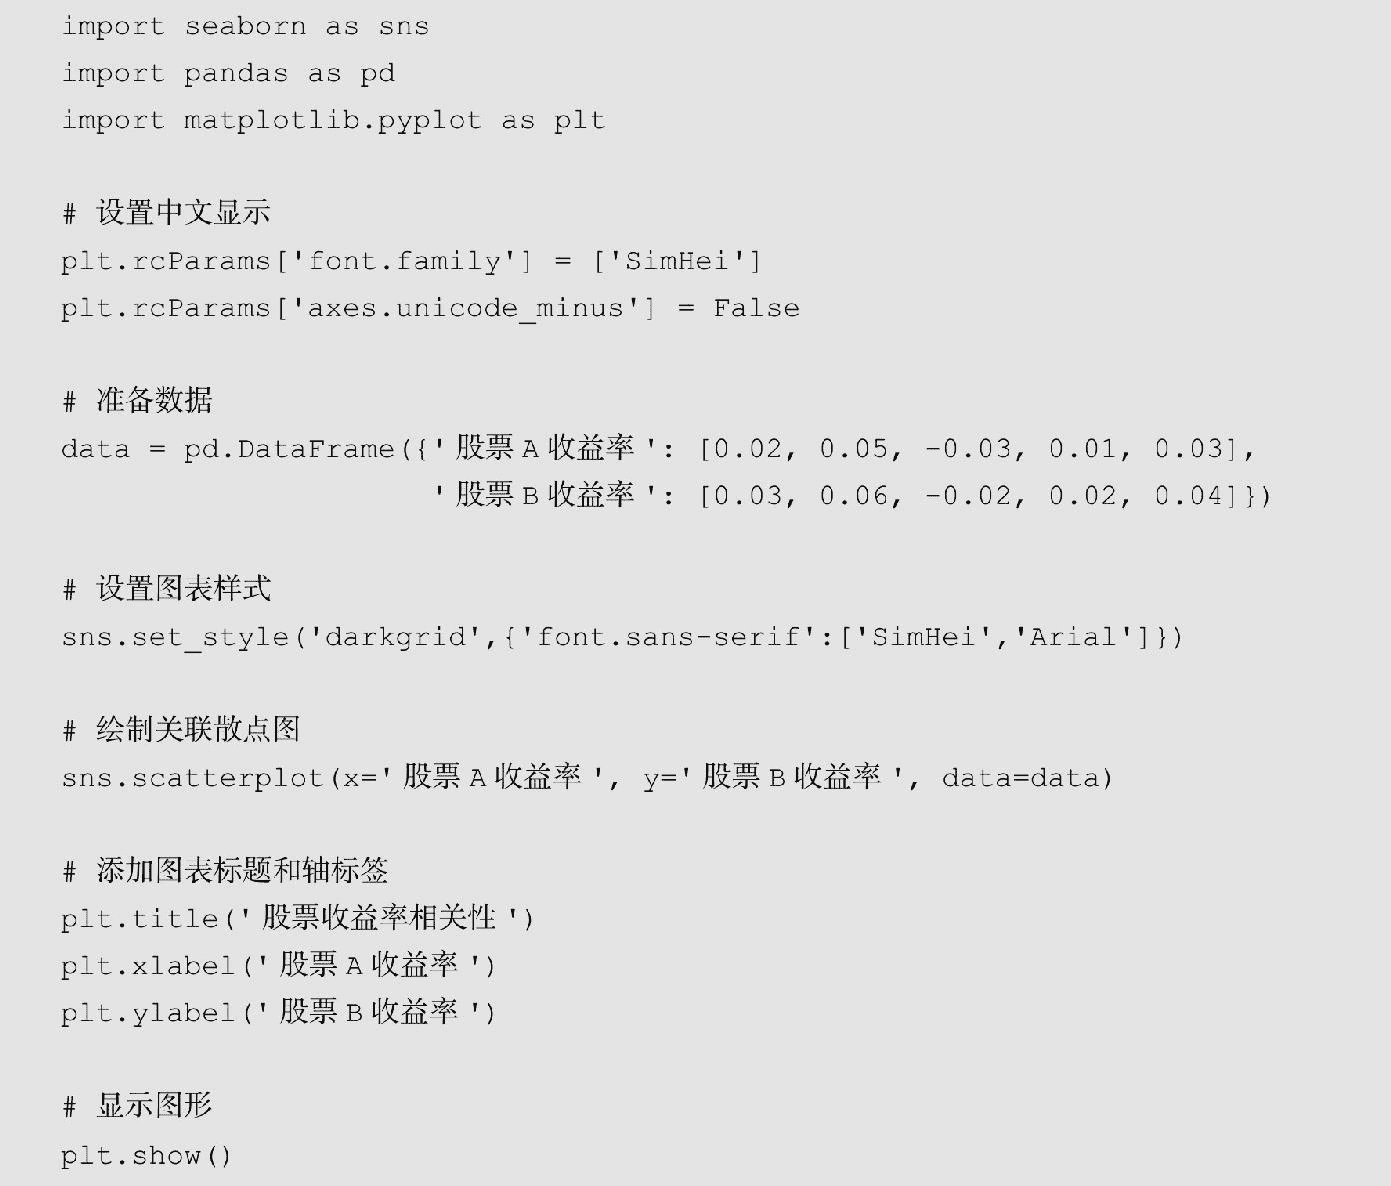 import seaborn as sns
import pandas as pd
import matplotlib.pyplot as plt
# 设置中文显示
plt.rcParams['font.family'] = ['SimHei']
plt.rcParams['axes.unicode_minus'] = False
# 准备数据
data = pd.DataFrame({'股票A收益率': [0.02, 0.05, -0.03, 0.01, 0.03],
'股票B收益率': [0.03, 0.06, -0.02, 0.02, 0.04]})
# 设置图表样式
sns.set_style('darkgrid',{'font.sans-serif':['SimHei','Arial']})
# 绘制关联散点图
sns.scatterplot(x='股票A收益率', y='股票B收益率', data=data)
# 添加图表标题和轴标签
plt.title('股票收益率相关性')
plt.xlabel('股票A收益率')
plt.ylabel('股票B收益率')
# 显示图形
plt.show()